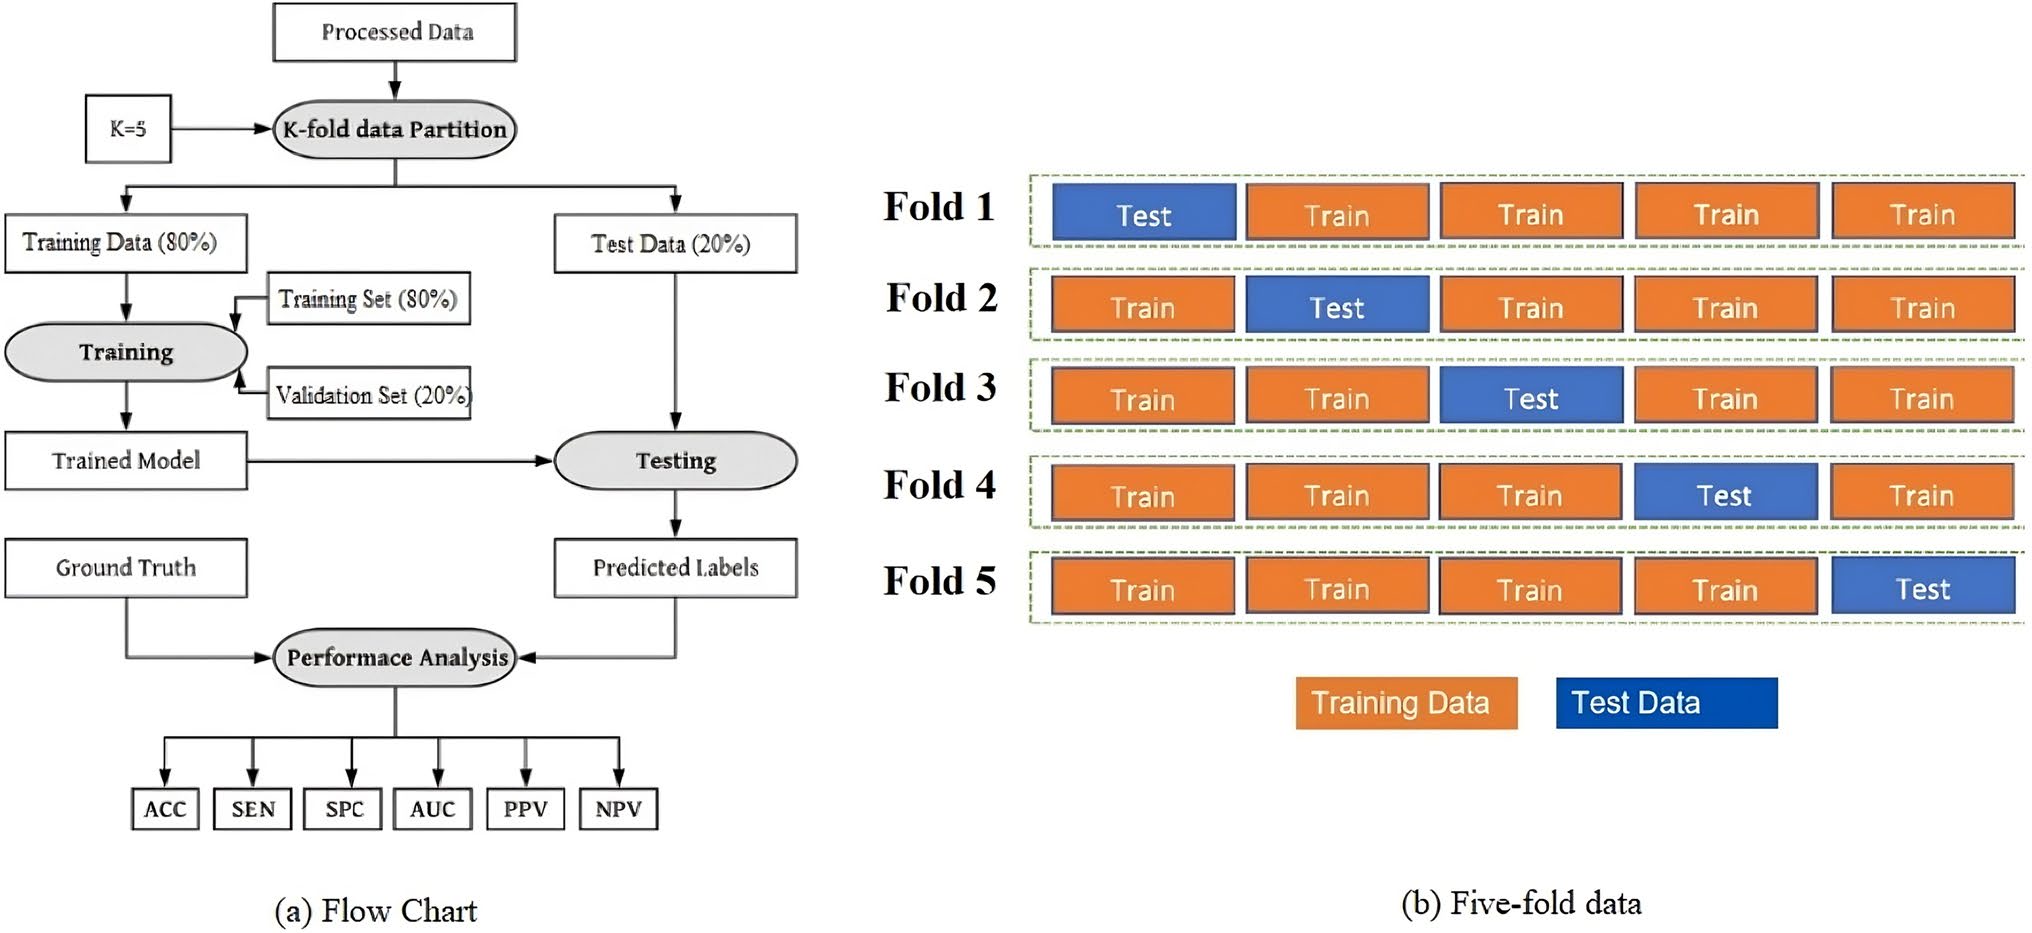 Processed Data
K=5
K-fold data Partition
Training Data (80%)
Test Data (20%)
Training Set (80%)
Training
Validation Set (20%)
Trained Model
Testing
Ground Truth
Predicted Labels
Performace Analysis
ACC
SEN
SPC
AUC
PPV
NPV
(a) Flow Chart
Fold 1 Test Train Train Train Train
Fold 2 Train Test Train Train Train
Fold 3 Train Train Test Train Train
Fold 4 Train Train Train Test Train
Fold 5 Train Train Train Train Test
Training Data
Test Data
(b) Five-fold data